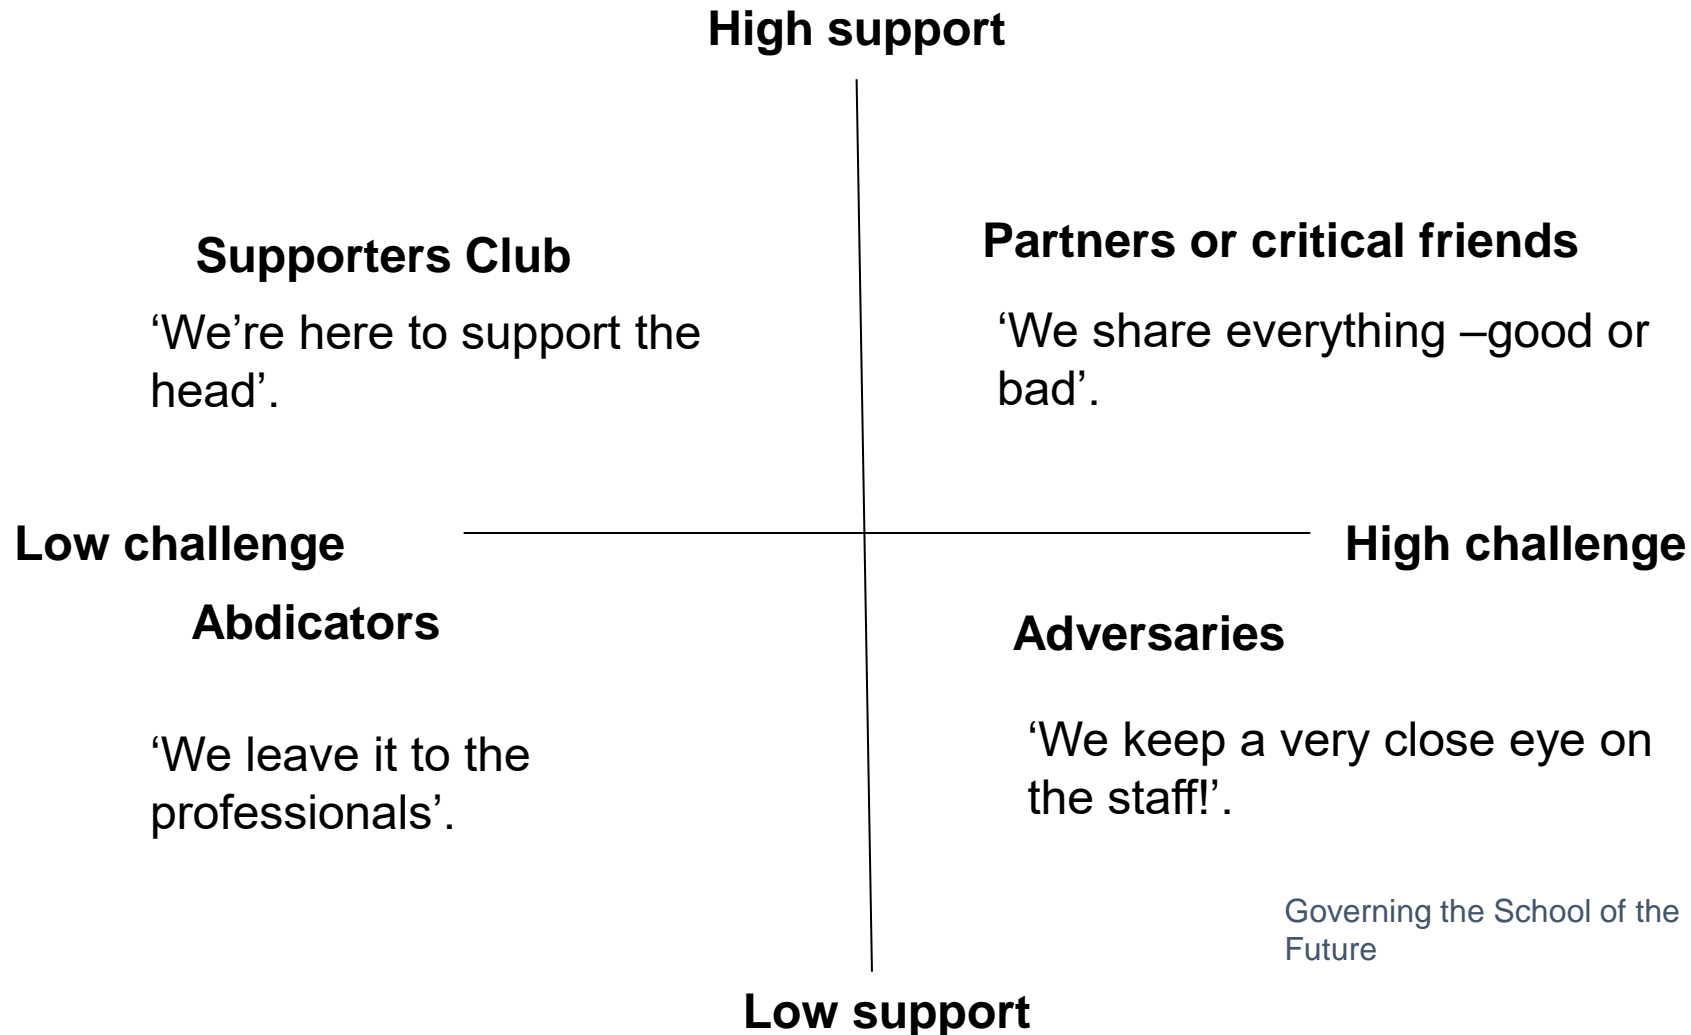 High support
Supporters Club
‘We’re here to support the
head’.
Partners or critical friends
‘We share everything –good or
bad’.
Low challenge
High challenge
Abdicators
‘We leave it to the
professionals’.
Adversaries
‘We keep a very close eye on
the staff!’.
Governing the School of the
Future
Low support